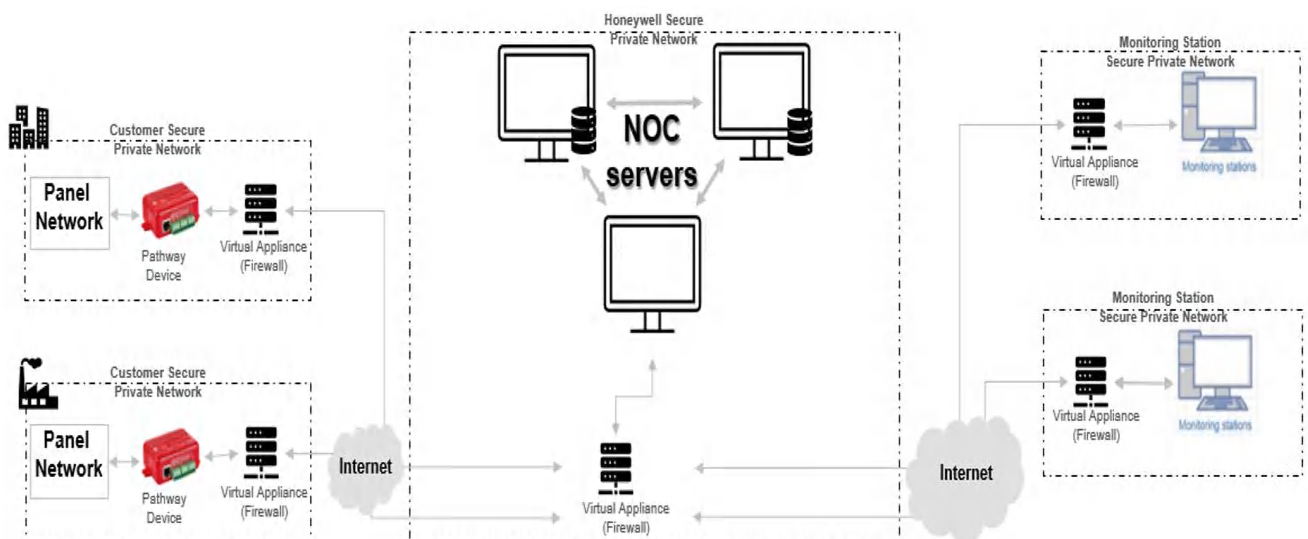 Honeywell Secure
Private Network
NOC
servers
Virtual Appliance
(Firewall)
Customer Secure
Private Network
Panel
Network
Pathway
Device
Virtual Appliance
(Firewall)
Customer Secure
Private Network
Panel
Network
Pathway
Device
Virtual Appliance
(Firewall)
Internet
Internet
Monitoring Station
Secure Private Network
Virtual Appliance
(Firewall)
Monitoring stations
Monitoring Station
Secure Private Network
Virtual Appliance
(Firewall)
Monitoring stations